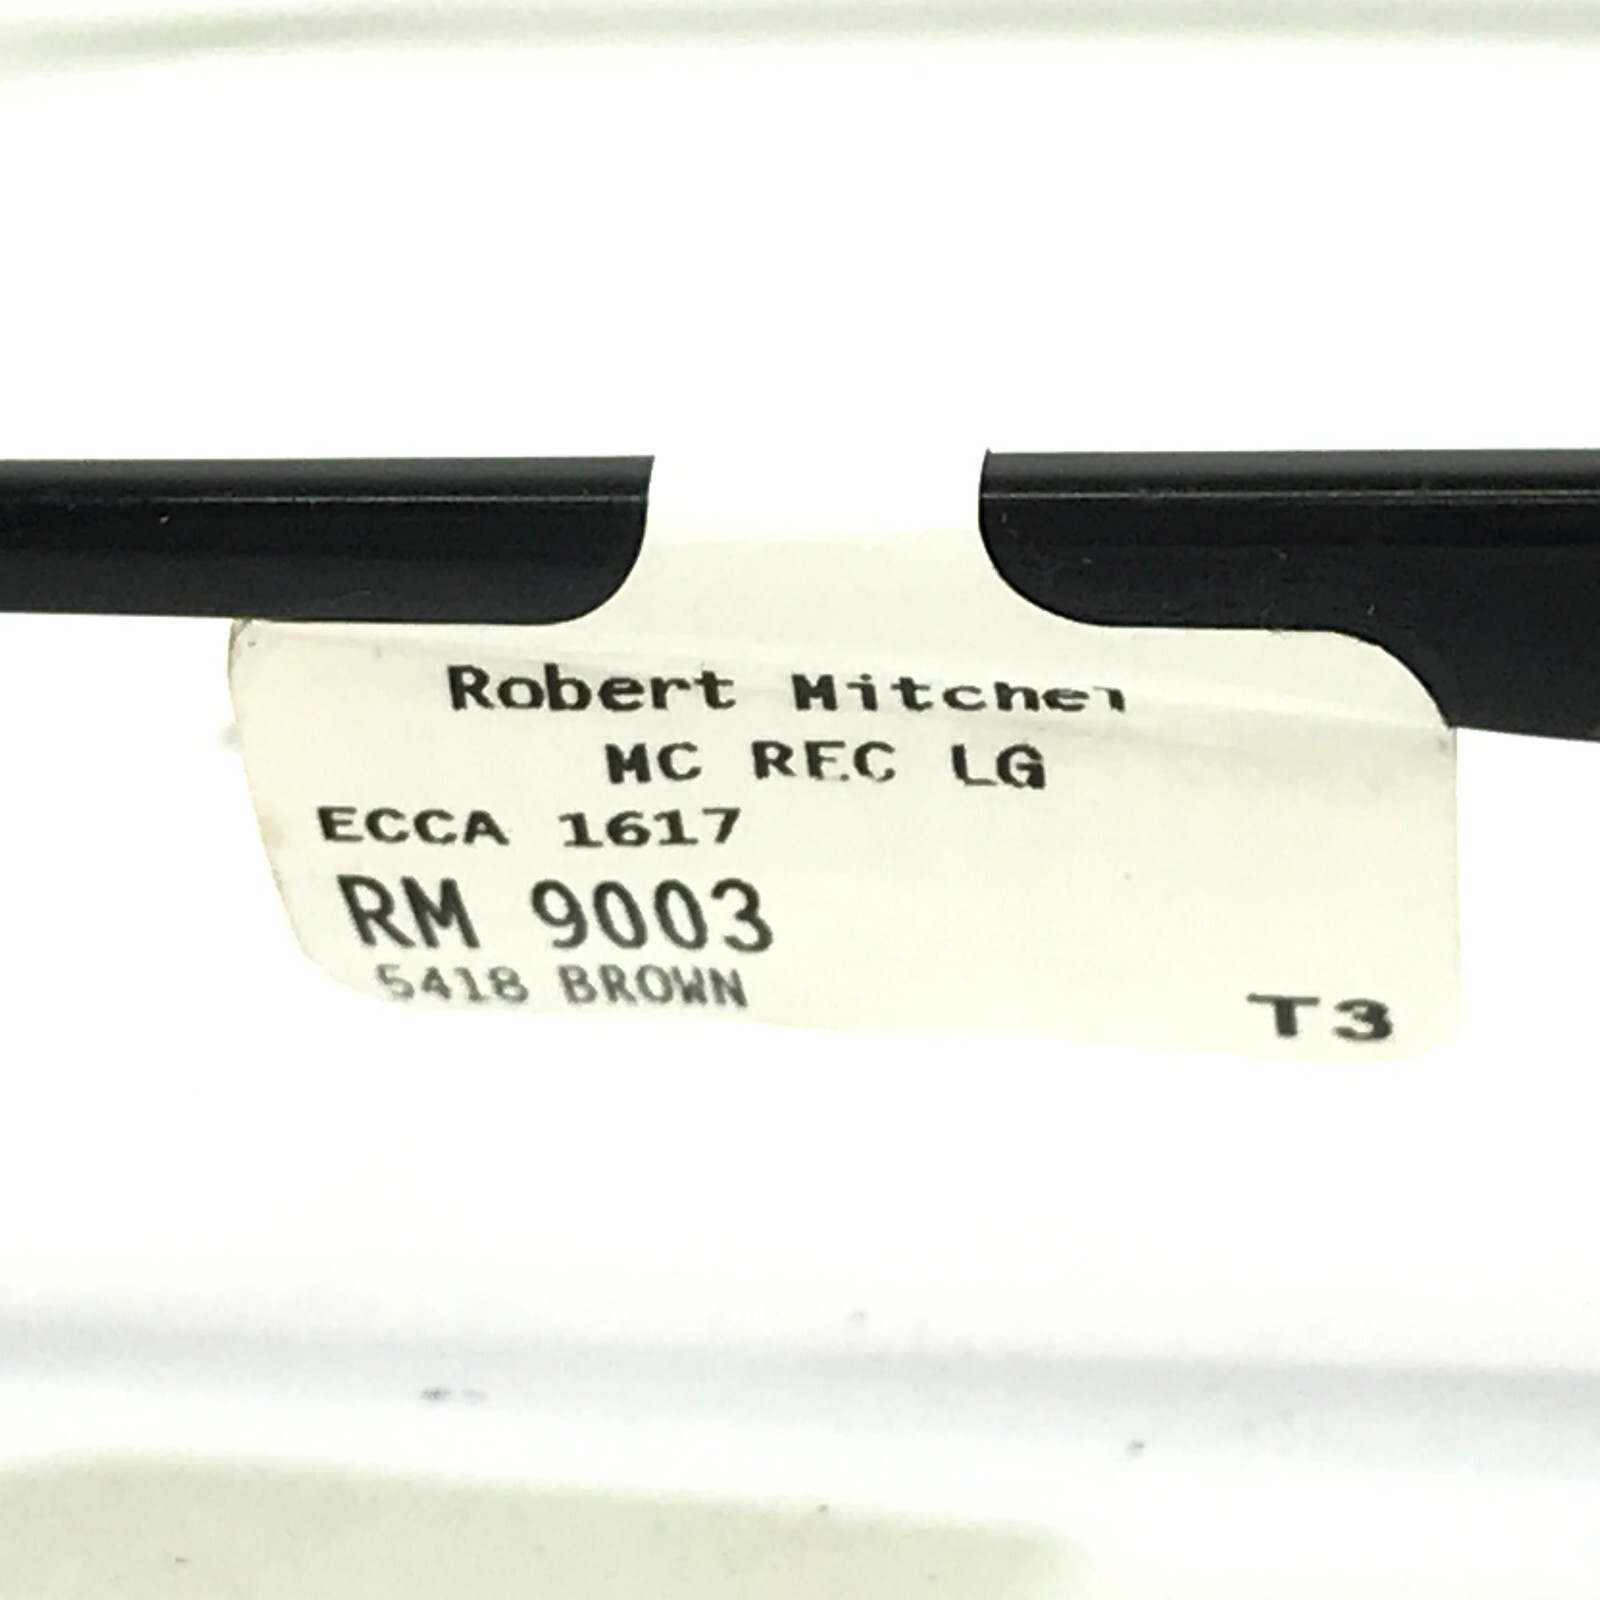 Robert Mitchel
MC REC LG
ECCA 1617
RM 9003
5418 BROWN
T3